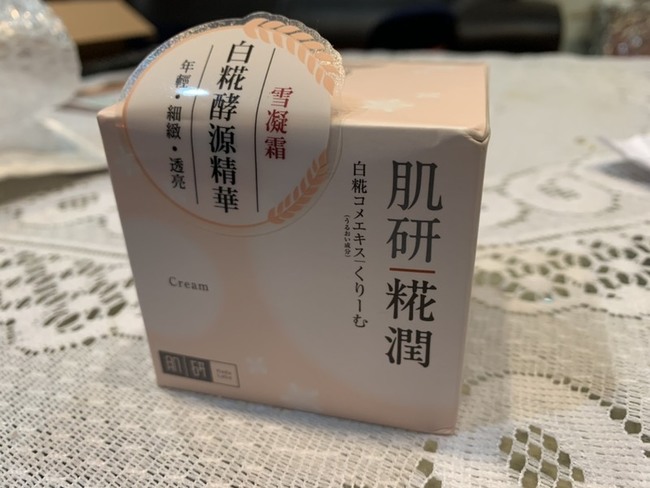 雪凝霜
白糀酵源精華
年輕・細緻・透亮
肌研|糀潤
白糀コメエキス|くりーむ
(うるおい成分)
Cream
肌|研
Hada
Labo